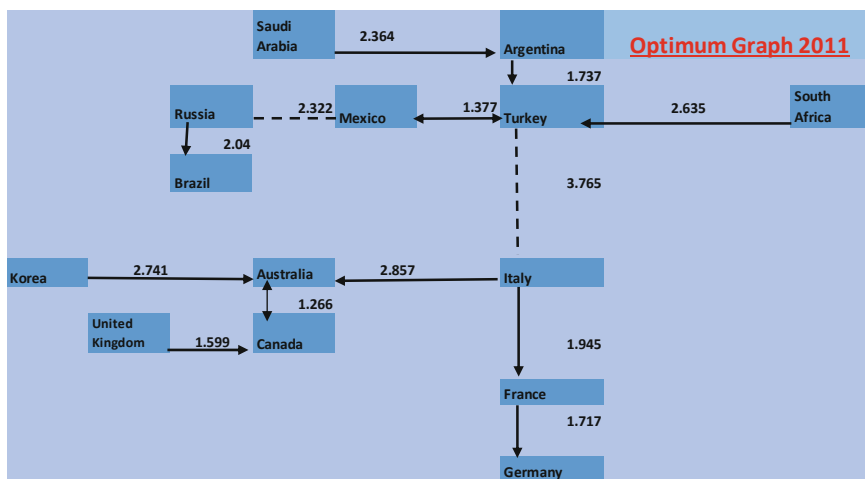 Saudi
Arabia
2.364
Argentina
Optimum Graph 2011
1.737
Russia
2.322
Mexico
1.377
Turkey
2.635
South
Africa
2.04
Brazil
3.765
Korea
2.741
Australia
2.857
Italy
1.266
United
Kingdom
1.599
Canada
1.945
France
1.717
Germany